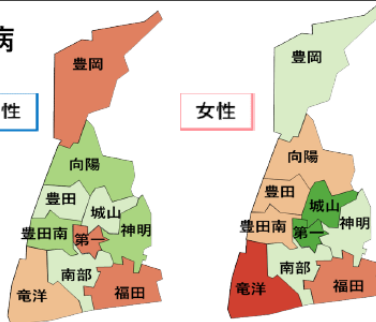 病
性
豊岡
向陽
豊田
城山
豊田南
第一
神明
南部
竜洋
福田
女性
豊岡
向陽
豊田
城山
豊田南
第一
神明
南部
竜洋
福田